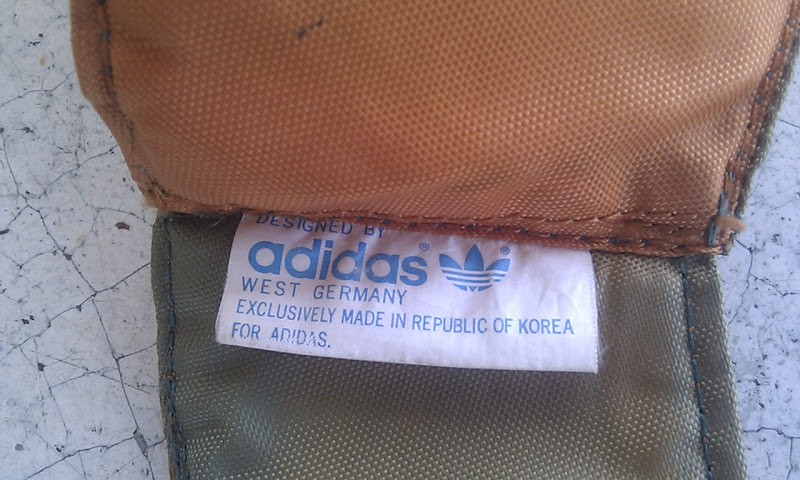 DESIGNED BY
adidas® ®
WEST GERMANY
EXCLUSIVELY MADE IN REPUBLIC OF KOREA
FOR ADIDAS.